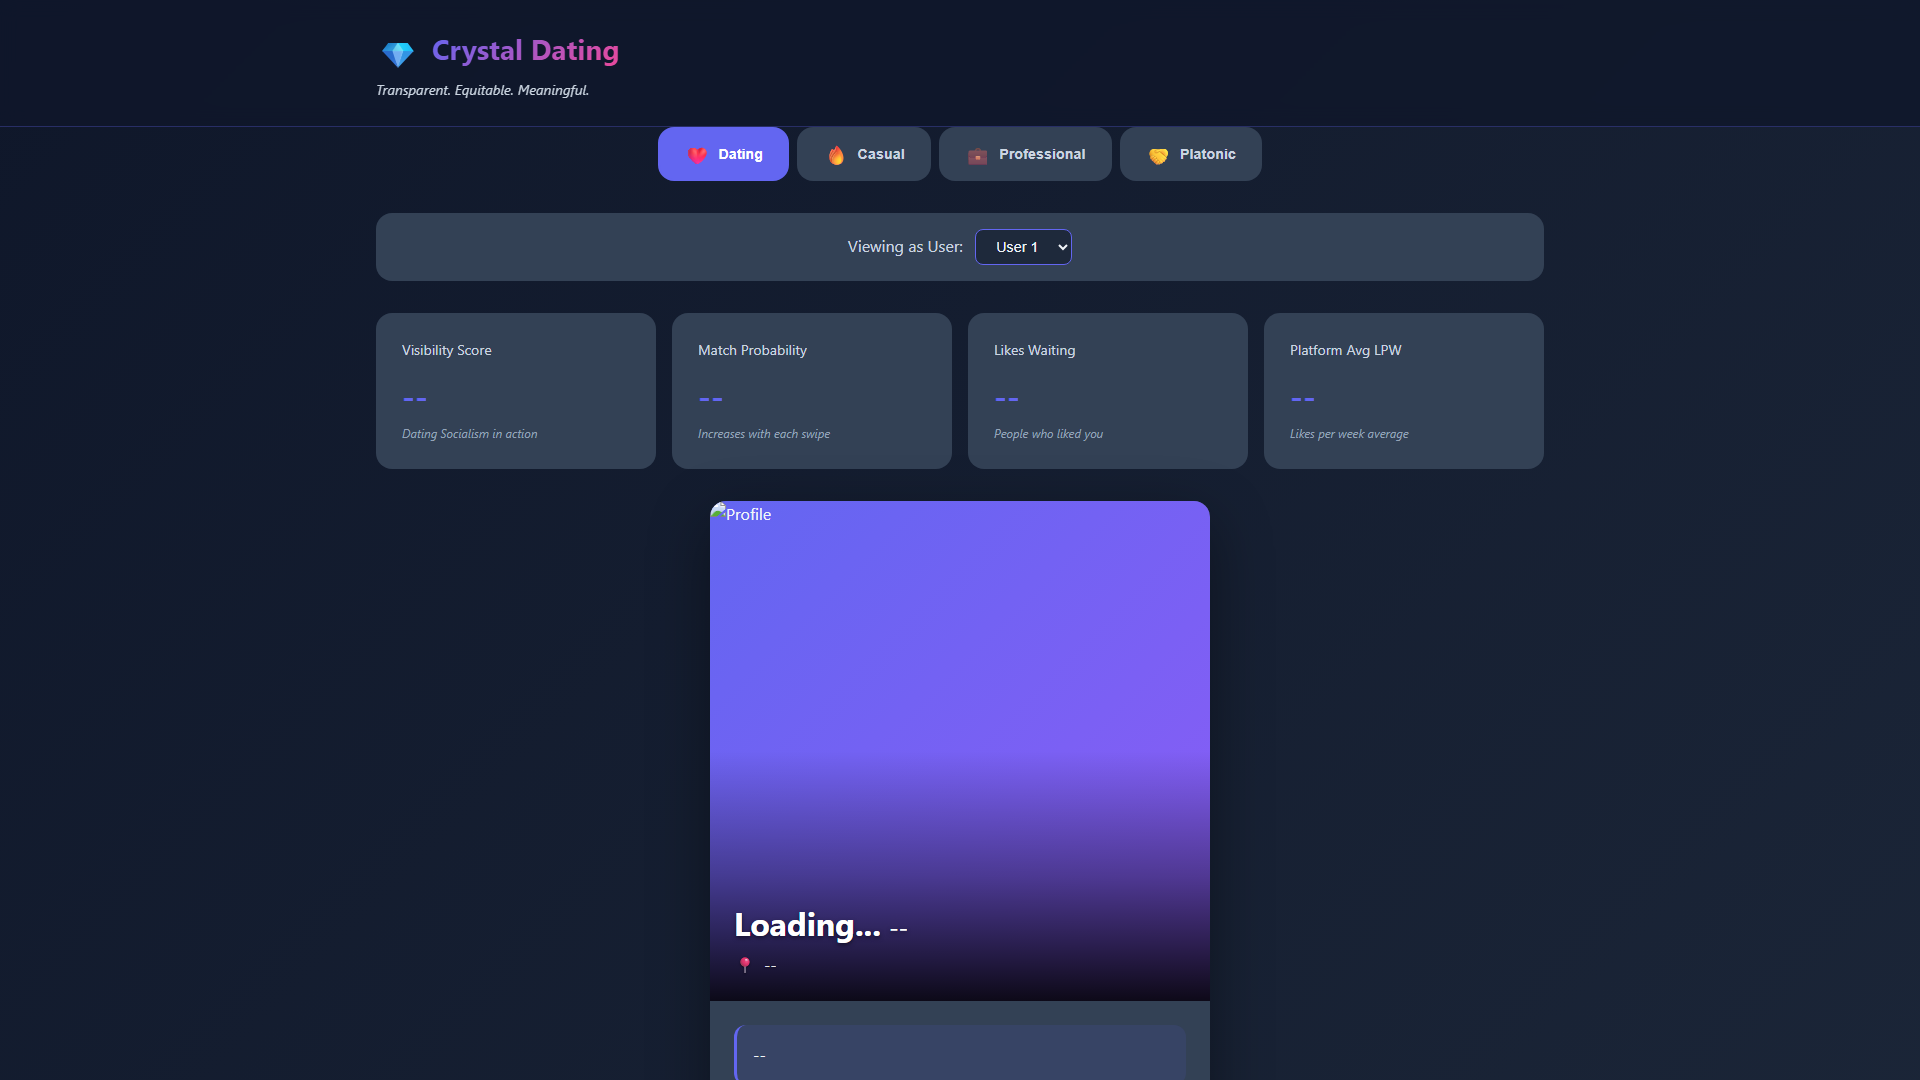 Crystal Dating
Transparent. Equitable. Meaningful.
Dating Casual Professional Platonic
Viewing as User: User 1
Visibility Score
--
Dating Socialism in action
Match Probability
--
Increases with each swipe
Likes Waiting
--
People who liked you
Platform Avg LPW
--
Likes per week average
Profile
Loading... --
--
--